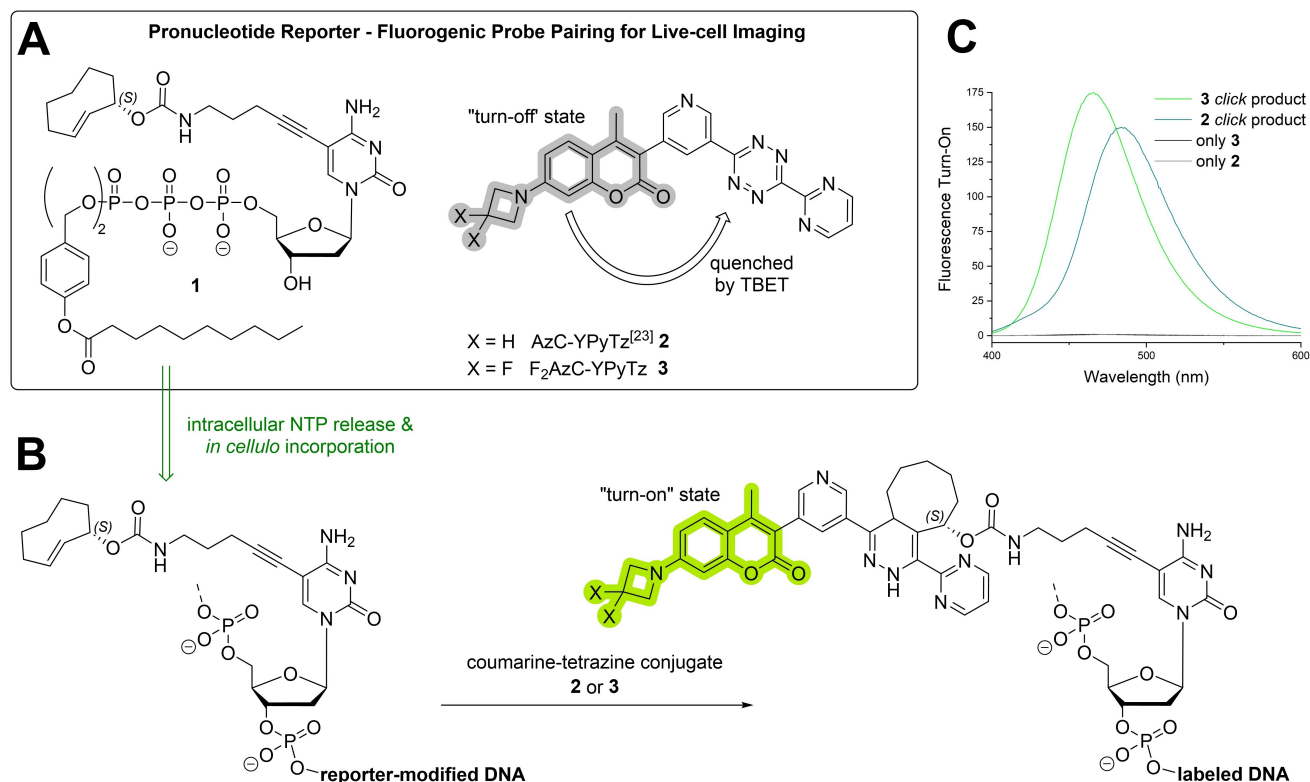 A
Pronucleotide Reporter - Fluorogenic Probe Pairing for Live-cell Imaging
(S)
O
O
N
H
NH2
N
N
O
( )2
O
P
O
O
P
O
O
P
O
O
O
OH
1
O
O
"turn-off' state
N
N
N
N
N
N
N
N
O
O
X
X
quenched
by TBET
X = H AzC-YPyTz[23] 2
X = F F2AzC-YPyTz 3
C
Fluorescence Turn-On
175
150
125
100
75
50
25
0
400
500
600
Wavelength (nm)
3 click product
2 click product
only 3
only 2
intracellular NTP release &
in cellulo incorporation
B
(S)
O
O
N
H
NH2
N
N
O
O
P
O
O
O
O
O
P
O
O
O
reporter-modified DNA
coumarine-tetrazine conjugate
2 or 3
"turn-on" state
X
X
N
O
O
N
N
N
H
N
N
(S)
O
O
N
H
NH2
N
N
O
O
P
O
O
O
O
O
P
O
O
O
labeled DNA